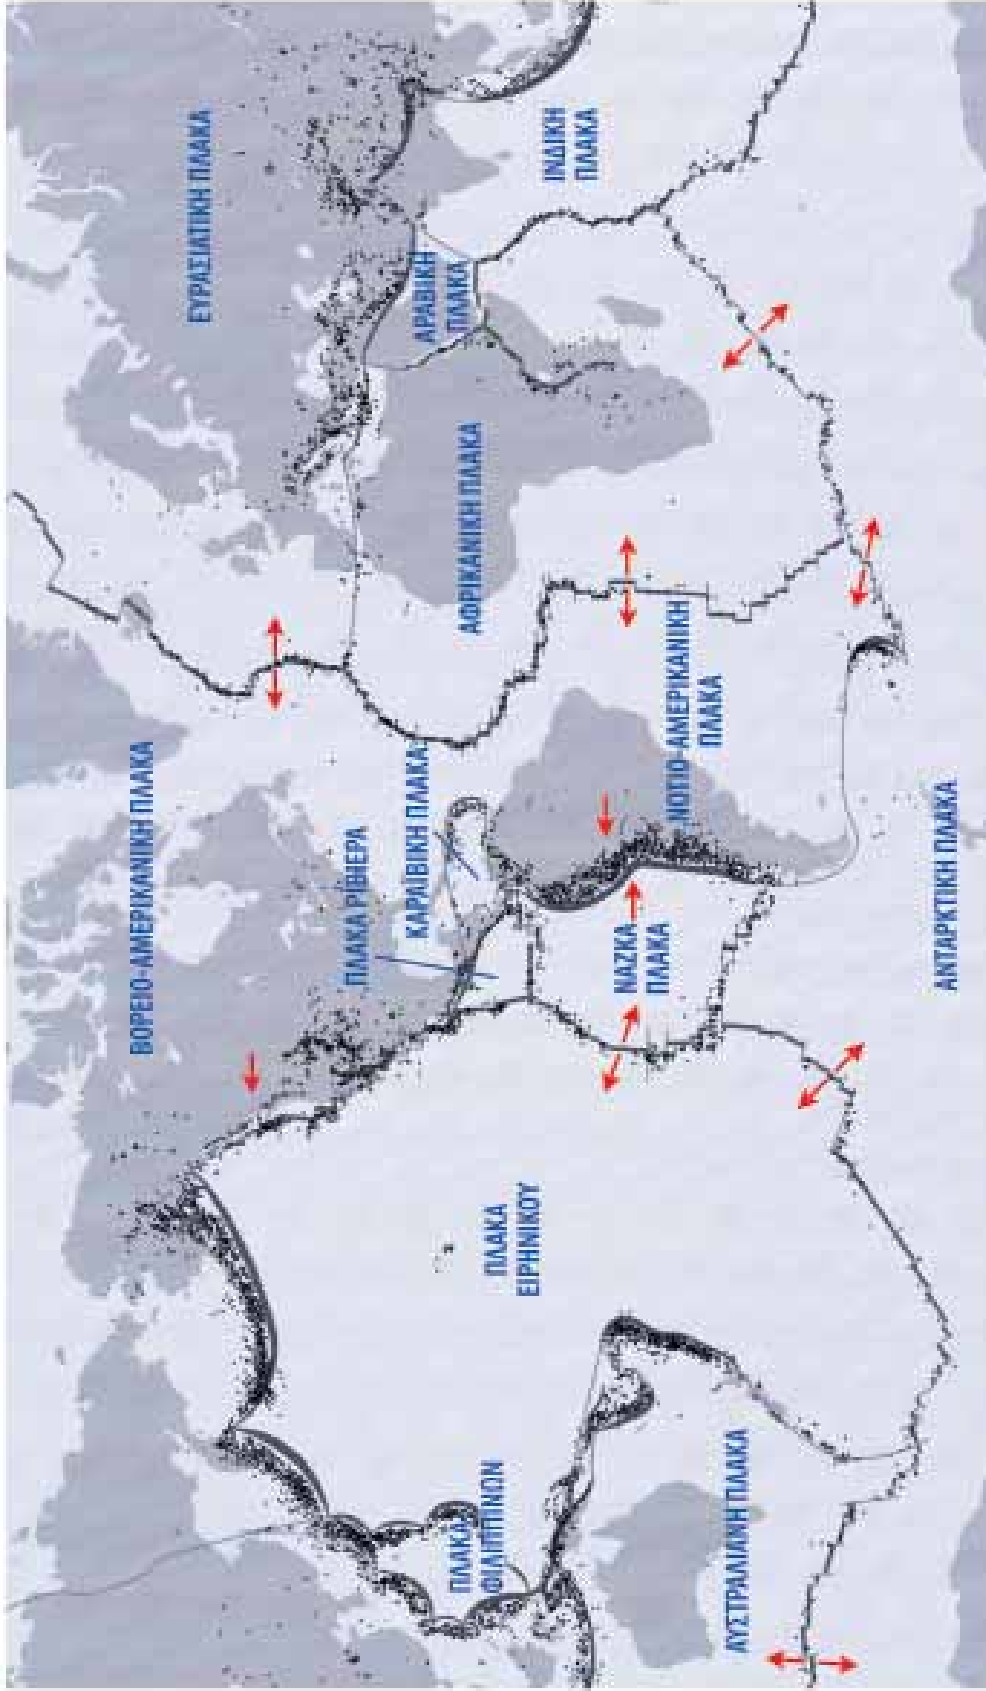 ΕΥΡΑΣΙΑΤΙΚΗ ΠΛΑΚΑ
ΙΝΔΙΚΗ
ΠΛΑΚΑ
ΑΡΑΒΙΚΗ
ΠΛΑΚΑ
ΑΦΡΙΚΑΝΙΚΗ ΠΛΑΚΑ
ΒΟΡΕΙΟ-ΑΜΕΡΙΚΑΝΙΚΗ ΠΛΑΚΑ
ΠΛΑΚΑ ΡΙΒΙΕΡΑ
ΚΑΡΑΙΒΙΚΗ ΠΛΑΚΑ
ΝΟΤΙΟ-ΑΜΕΡΙΚΑΝΙΚΗ
ΠΛΑΚΑ
ΝΑΖΚΑ
ΠΛΑΚΑ
ΑΝΤΑΡΚΤΙΚΗ ΠΛΑΚΑ
ΠΛΑΚΑ
ΕΙΡΗΝΙΚΟΥ
ΠΛΑΚΑ
ΦΙΛΙΠΠΙΝΩΝ
ΑΥΣΤΡΑΛΙΑΝΗ ΠΛΑΚΑ